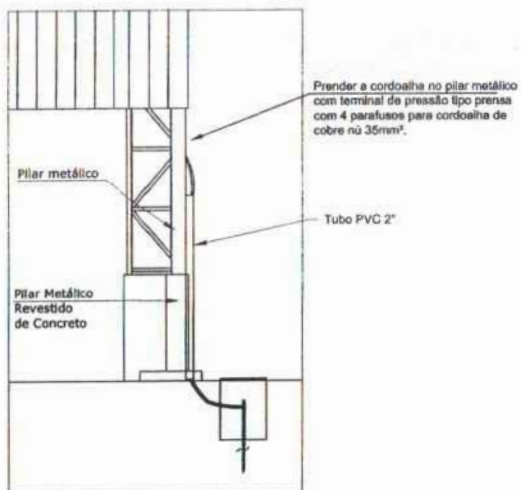 Prender a cordoalha no pilar metálico
com terminal de pressão tipo prensa
com 4 parafusos para cordoalha de
cobre nú 35mm².
Pilar metálico
Tubo PVC 2"
Pilar Metálico
Revestido
de Concreto